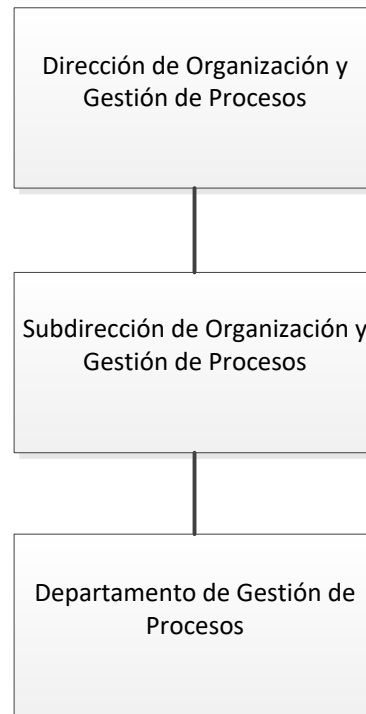 Dirección de Organización y
Gestión de Procesos
Subdirección de Organización y
Gestión de Procesos
Departamento de Gestión de
Procesos